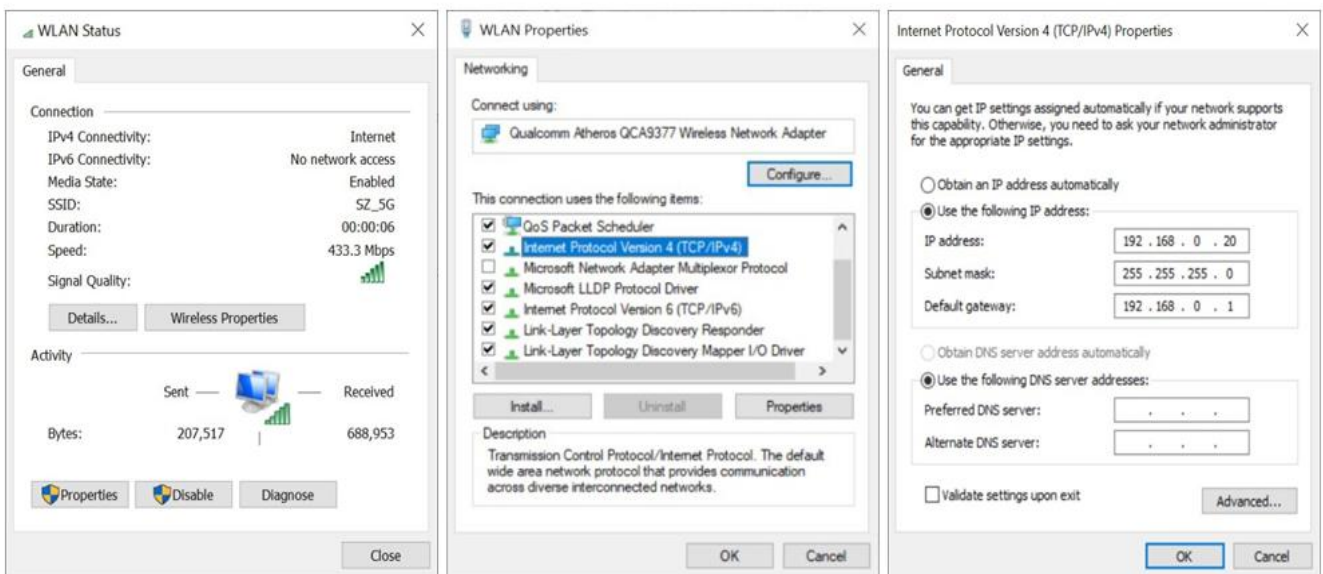 WLAN Status
General
Connection
IPv4 Connectivity: Internet
IPv6 Connectivity: No network access
Media State: Enabled
SSID: SZ_5G
Duration: 00:00:06
Speed: 433.3 Mbps
Signal Quality:
Details... Wireless Properties
Activity
Sent Received
Bytes: 207,517 688,953
Properties Disable Diagnose
Close
WLAN Properties
Networking
Connect using:
Qualcomm Atheros QCA9377 Wireless Network Adapter
Configure...
This connection uses the following items:
QoS Packet Scheduler
Internet Protocol Version 4 (TCP/IPv4)
Microsoft Network Adapter Multiplexor Protocol
Microsoft LLDP Protocol Driver
Internet Protocol Version 6 (TCP/IPv6)
Link-Layer Topology Discovery Responder
Link-Layer Topology Discovery Mapper I/O Driver
Install... Uninstall Properties
Description
Transmission Control Protocol/Internet Protocol. The default
wide area network protocol that provides communication
across diverse interconnected networks.
OK Cancel
Internet Protocol Version 4 (TCP/IPv4) Properties
General
You can get IP settings assigned automatically if your network supports
this capability. Otherwise, you need to ask your network administrator
for the appropriate IP settings.
Obtain an IP address automatically
Use the following IP address:
IP address: 192 . 168 . 0 . 20
Subnet mask: 255 . 255 . 255 . 0
Default gateway: 192 . 168 . 0 . 1
Obtain DNS server address automatically
Use the following DNS server addresses:
Preferred DNS server: . . .
Alternate DNS server: . . .
Validate settings upon exit
Advanced...
OK Cancel